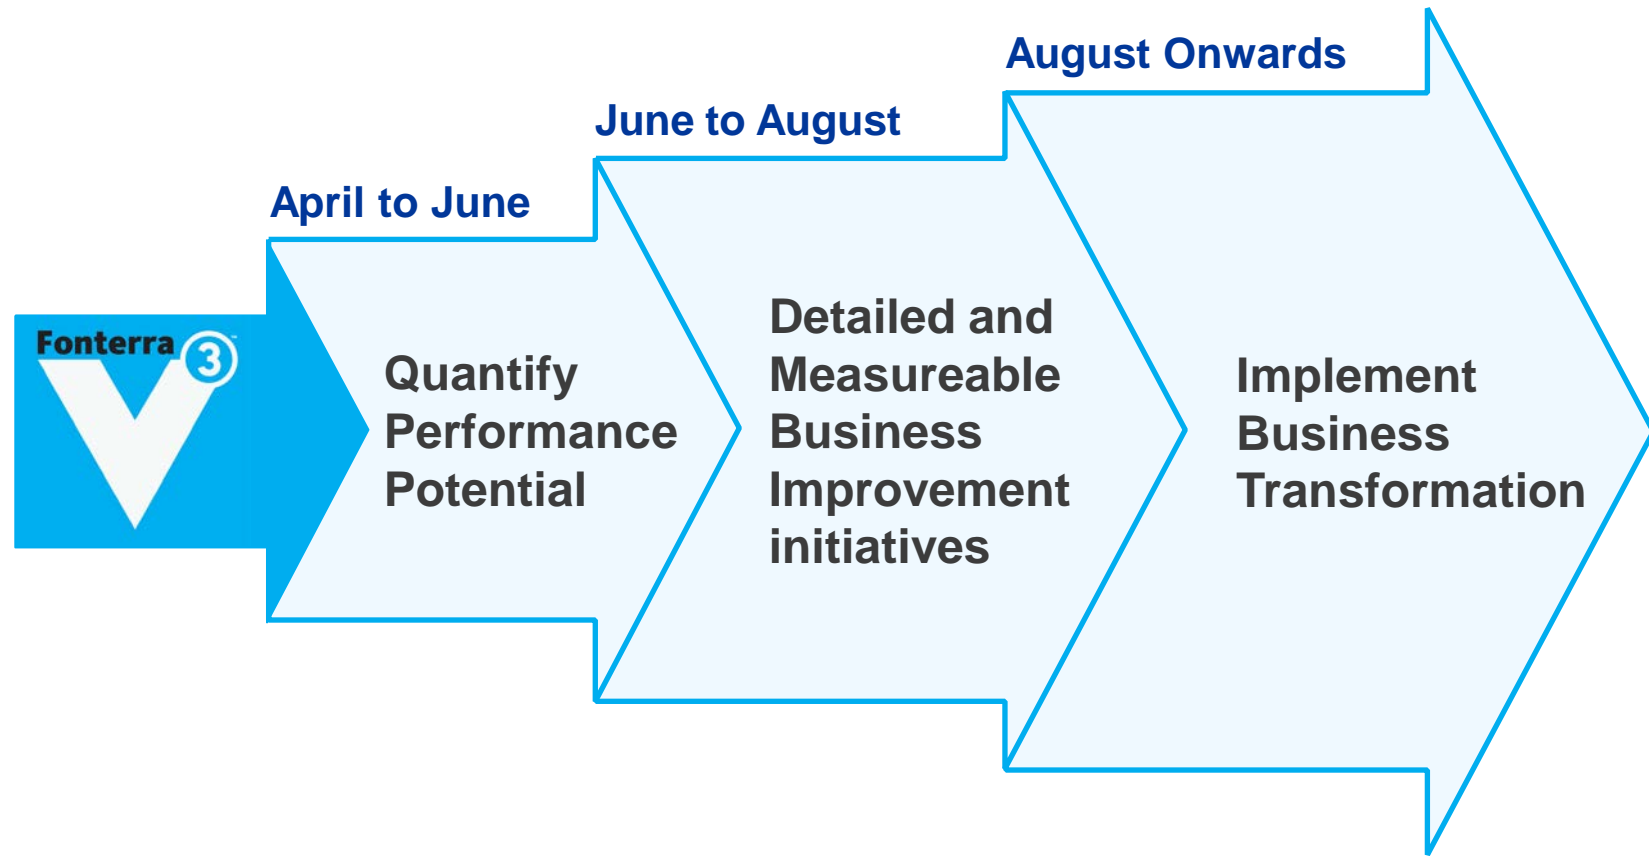 Fonterra
3™
April to June
Quantify
Performance
Potential
June to August
Detailed and
Measureable
Business
Improvement
initiatives
August Onwards
Implement
Business
Transformation